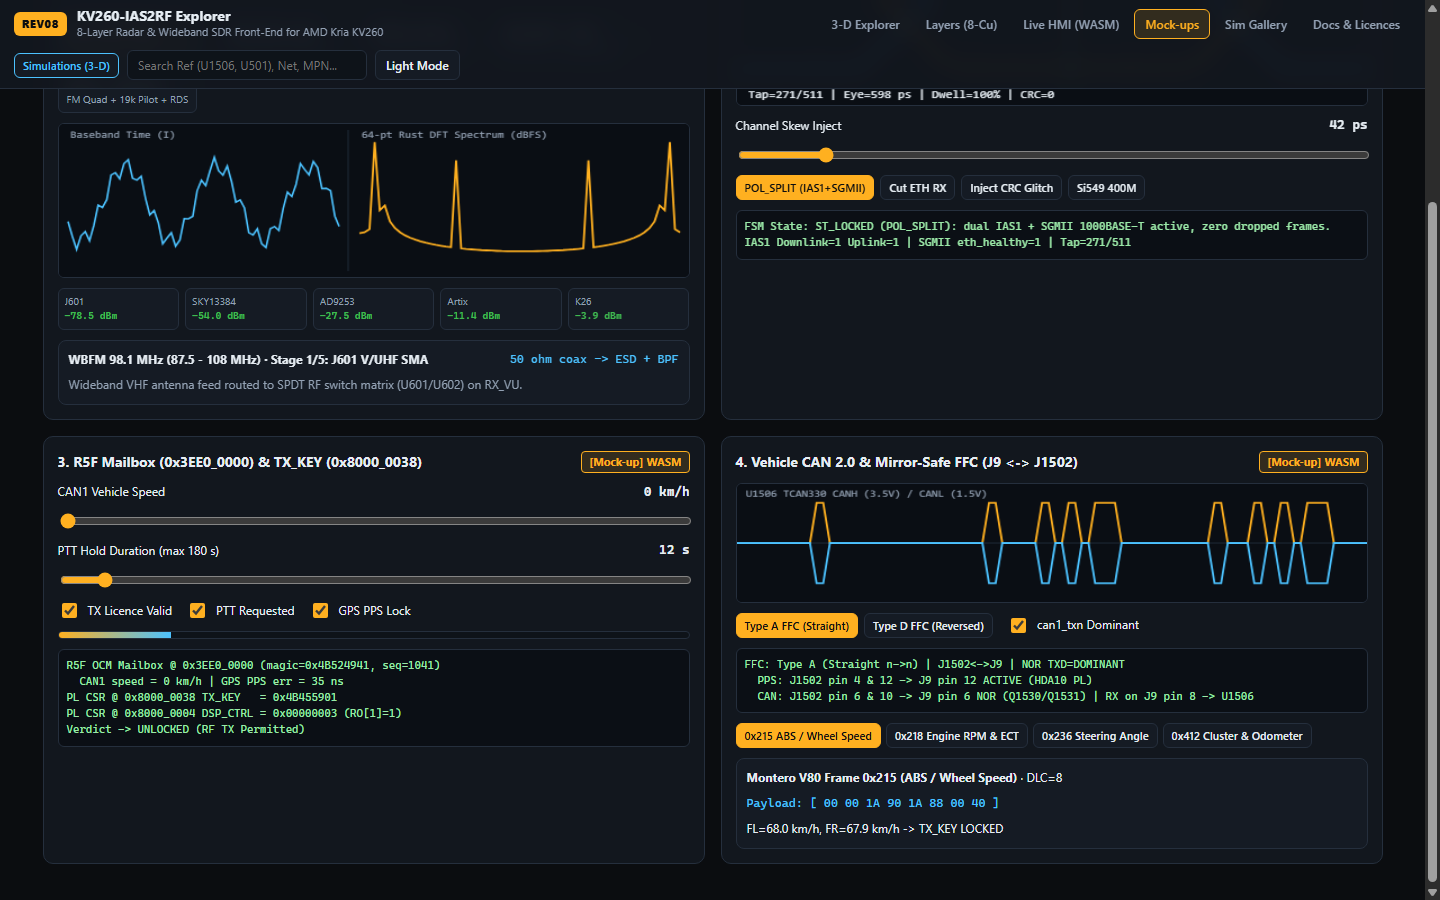 REV08
KV260-IAS2RF Explorer
8-Layer Radar & Wideband SDR Front-End for AMD Kria KV260
3-D Explorer
Layers (8-Cu)
Live HMI (WASM)
Mock-ups
Sim Gallery
Docs & Licences
Simulations (3-D)
Search Ref (U1506, U501), Net, MPN...
Light Mode
FM Quad + 19k Pilot + RDS
Baseband Time (I)
64-pt Rust DFT Spectrum (dBFS)
J601
-78.5 dBm
SKY13384
-54.0 dBm
AD9253
-27.5 dBm
Artix
-11.4 dBm
K26
-3.9 dBm
WBFM 98.1 MHz (87.5 - 108 MHz) · Stage 1/5: J601 V/UHF SMA
50 ohm coax -> ESD + BPF
Wideband VHF antenna feed routed to SPDT RF switch matrix (U601/U602) on RX_VU.
Tap=271/511 | Eye=598 ps | Dwell=100% | CRC=0
Channel Skew Inject
42 ps
POL_SPLIT (IAS1+SGMII)
Cut ETH RX
Inject CRC Glitch
Si549 400M
FSM State: ST_LOCKED (POL_SPLIT): dual IAS1 + SGMII 1000BASE-T active, zero dropped frames.
IAS1 Downlink=1 Uplink=1 | SGMII eth_healthy=1 | Tap=271/511
3. R5F Mailbox (0x3EE0_0000) & TX_KEY (0x8000_0038)
[Mock-up] WASM
CAN1 Vehicle Speed
0 km/h
PTT Hold Duration (max 180 s)
12 s
TX Licence Valid
PTT Requested
GPS PPS Lock
R5F OCM Mailbox @ 0x3EE0_0000 (magic=0x4B524941, seq=1041)
CAN1 speed = 0 km/h | GPS PPS err = 35 ns
PL CSR @ 0x8000_0038 TX_KEY   = 0x4B455901
PL CSR @ 0x8000_0004 DSP_CTRL = 0x00000003 (RO[1]=1)
Verdict -> UNLOCKED (RF TX Permitted)
4. Vehicle CAN 2.0 & Mirror-Safe FFC (J9 <-> J1502)
[Mock-up] WASM
U1506 TCAN330 CANH (3.5V) / CANL (1.5V)
Type A FFC (Straight)
Type D FFC (Reversed)
can1_txn Dominant
FFC: Type A (Straight n->n) | J1502<->J9 | NOR TXD=DOMINANT
PPS: J1502 pin 4 & 12 -> J9 pin 12 ACTIVE (HDA10 PL)
CAN: J1502 pin 6 & 10 -> J9 pin 6 NOR (Q1530/Q1531) | RX on J9 pin 8 -> U1506
0x215 ABS / Wheel Speed
0x218 Engine RPM & ECT
0x236 Steering Angle
0x412 Cluster & Odometer
Montero V80 Frame 0x215 (ABS / Wheel Speed) · DLC=8
Payload: [ 00 00 1A 90 1A 88 00 40 ]
FL=68.0 km/h, FR=67.9 km/h -> TX_KEY LOCKED